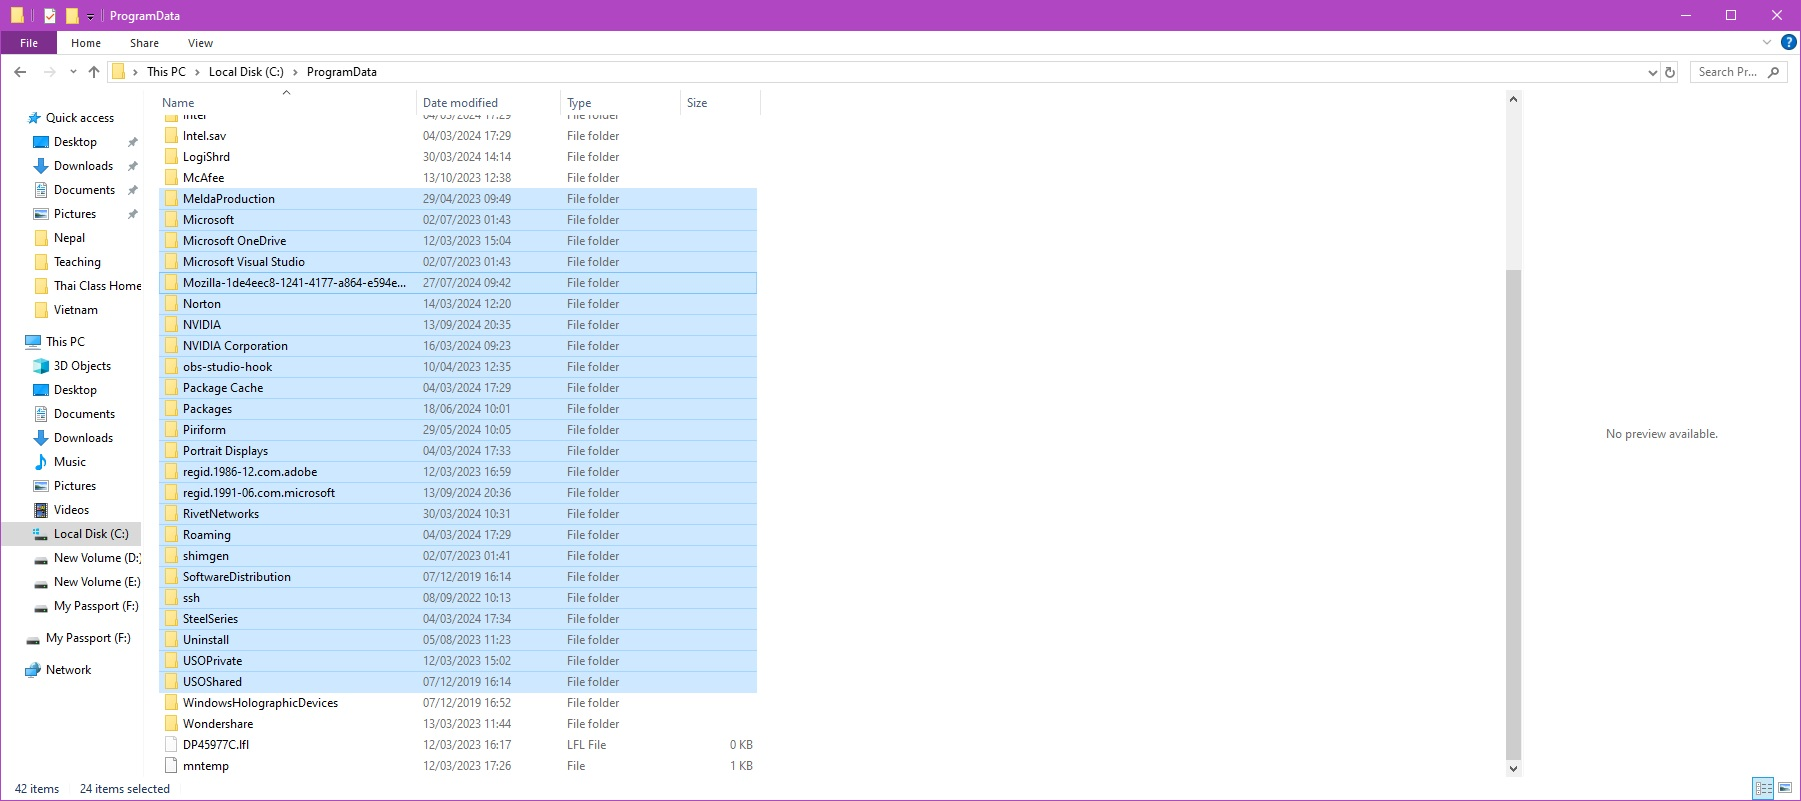 ProgramData
File Home Share View
This PC Local Disk (C:) ProgramData Search Pr...
Name Date modified Type Size
Quick access
Desktop
Downloads
Documents
Pictures
Nepal
Teaching
Thai Class Home
Vietnam
This PC
3D Objects
Desktop
Documents
Downloads
Music
Pictures
Videos
Local Disk (C:)
New Volume (D:)
New Volume (E:)
My Passport (F:)
My Passport (F:)
Network
Intel 04/03/2024 17:29 File folder
Intel.sav 04/03/2024 17:29 File folder
LogiShrd 30/03/2024 14:14 File folder
McAfee 13/10/2023 12:38 File folder
MeldaProduction 29/04/2023 09:49 File folder
Microsoft 02/07/2023 01:43 File folder
Microsoft OneDrive 12/03/2023 15:04 File folder
Microsoft Visual Studio 02/07/2023 01:43 File folder
Mozilla-1de4eec8-1241-4177-a864-e594e... 27/07/2024 09:42 File folder
Norton 14/03/2024 12:20 File folder
NVIDIA 13/09/2024 20:35 File folder
NVIDIA Corporation 16/03/2024 09:23 File folder
obs-studio-hook 10/04/2023 12:35 File folder
Package Cache 04/03/2024 17:29 File folder
Packages 18/06/2024 10:01 File folder
Piriform 29/05/2024 10:05 File folder
Portrait Displays 04/03/2024 17:33 File folder
regid.1986-12.com.adobe 12/03/2023 16:59 File folder
regid.1991-06.com.microsoft 13/09/2024 20:36 File folder
RivetNetworks 30/03/2024 10:31 File folder
Roaming 04/03/2024 17:29 File folder
shimgen 02/07/2023 01:41 File folder
SoftwareDistribution 07/12/2019 16:14 File folder
ssh 08/09/2022 10:13 File folder
SteelSeries 04/03/2024 17:34 File folder
Uninstall 05/08/2023 11:23 File folder
USOPrivate 12/03/2023 15:02 File folder
USOShared 07/12/2019 16:14 File folder
WindowsHolographicDevices 07/12/2019 16:52 File folder
Wondershare 13/03/2023 11:44 File folder
DP45977C.lfl 12/03/2023 16:17 LFL File 0 KB
mntemp 12/03/2023 17:26 File 1 KB
No preview available.
42 items 24 items selected